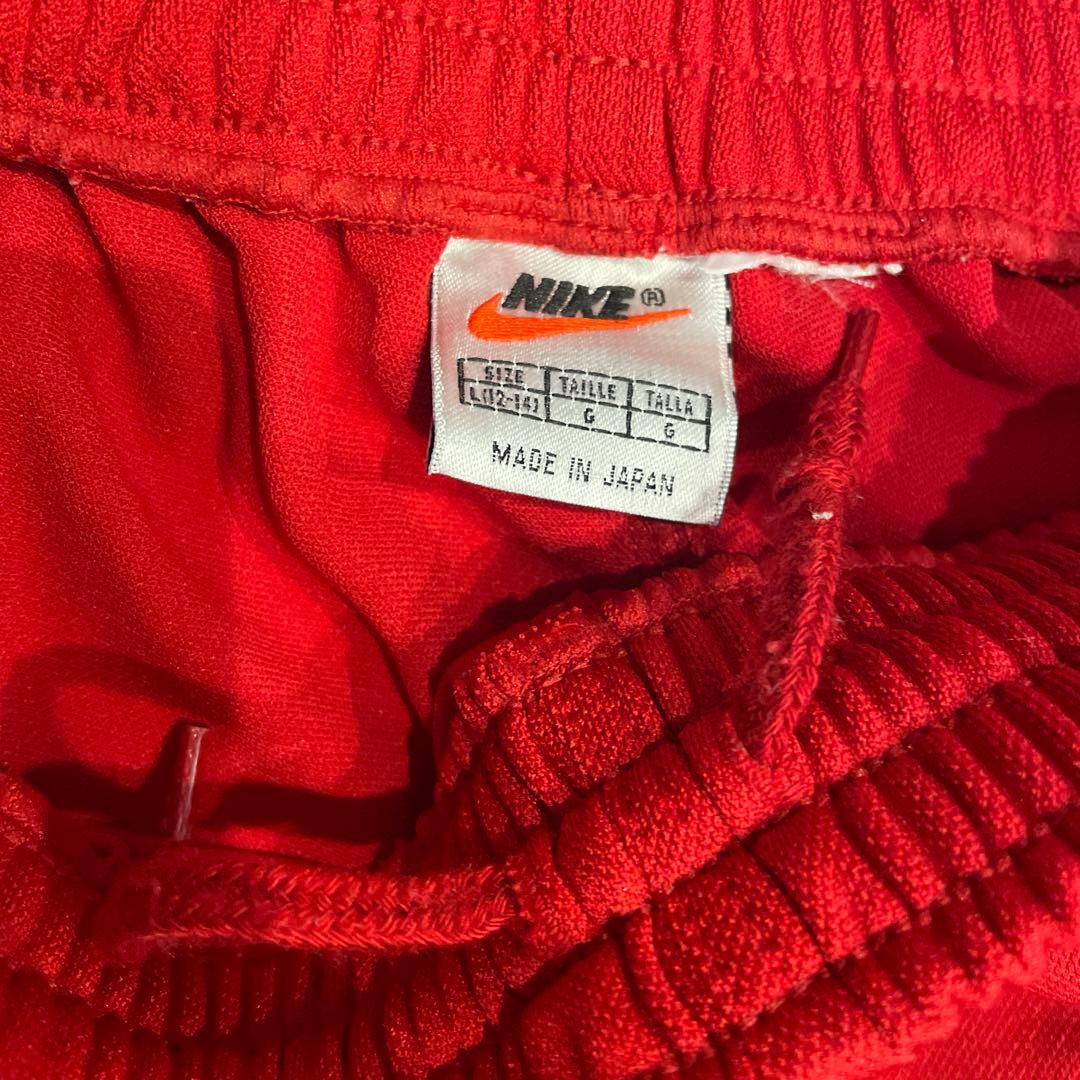 NIKE®
SIZE TAILLE TALLA
L(12-14) G G
MADE IN JAPAN